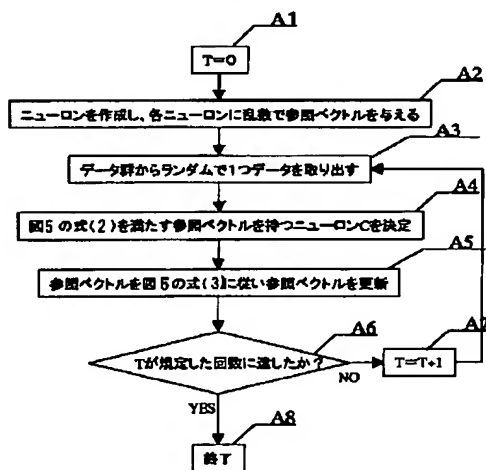 A1
T=0
A2
ニューロンを作成し、各ニューロンに乱数で参照ベクトルを与える
A3
データ群からランダムで1つデータを取り出す
A4
図5の式(2)を満たす参照ベクトルを持つニューロンCを決定
A5
参照ベクトルを図5の式(3)に従い参照ベクトルを更新
A6
Tが規定した回数に達したか?
NO
A7
T=T+1
YES
A8
終了